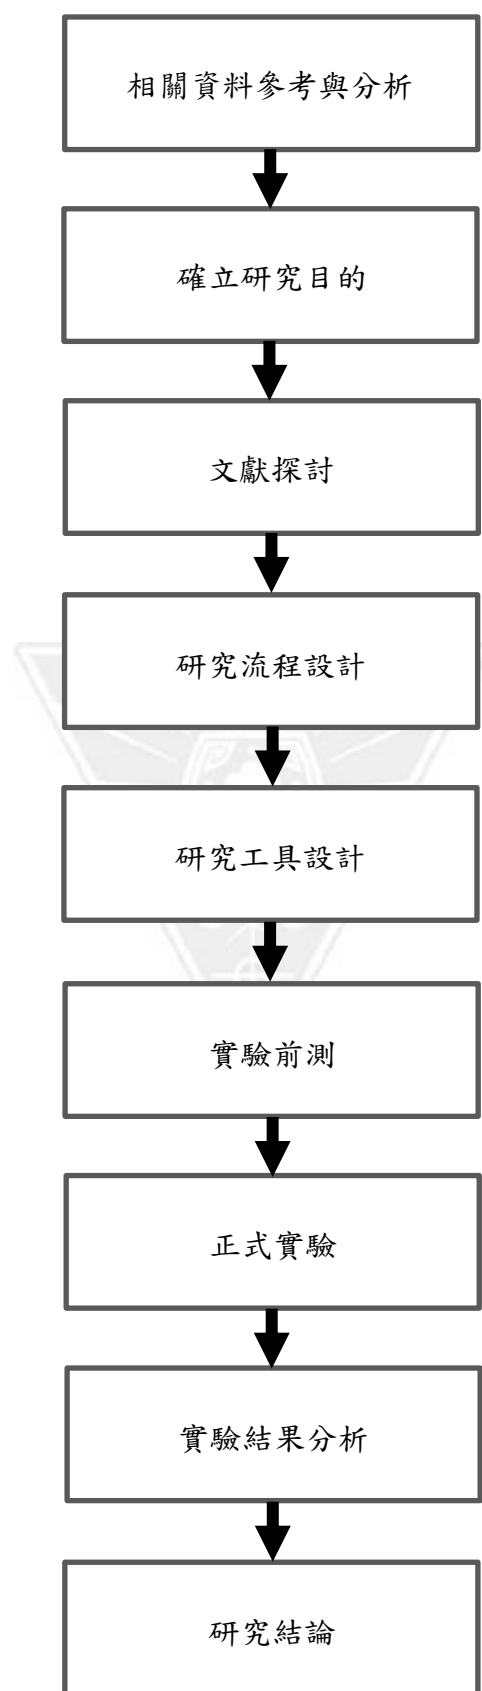 相關資料參考與分析
確立研究目的
文獻探討
研究流程設計
研究工具設計
實驗前測
正式實驗
實驗結果分析
研究結論